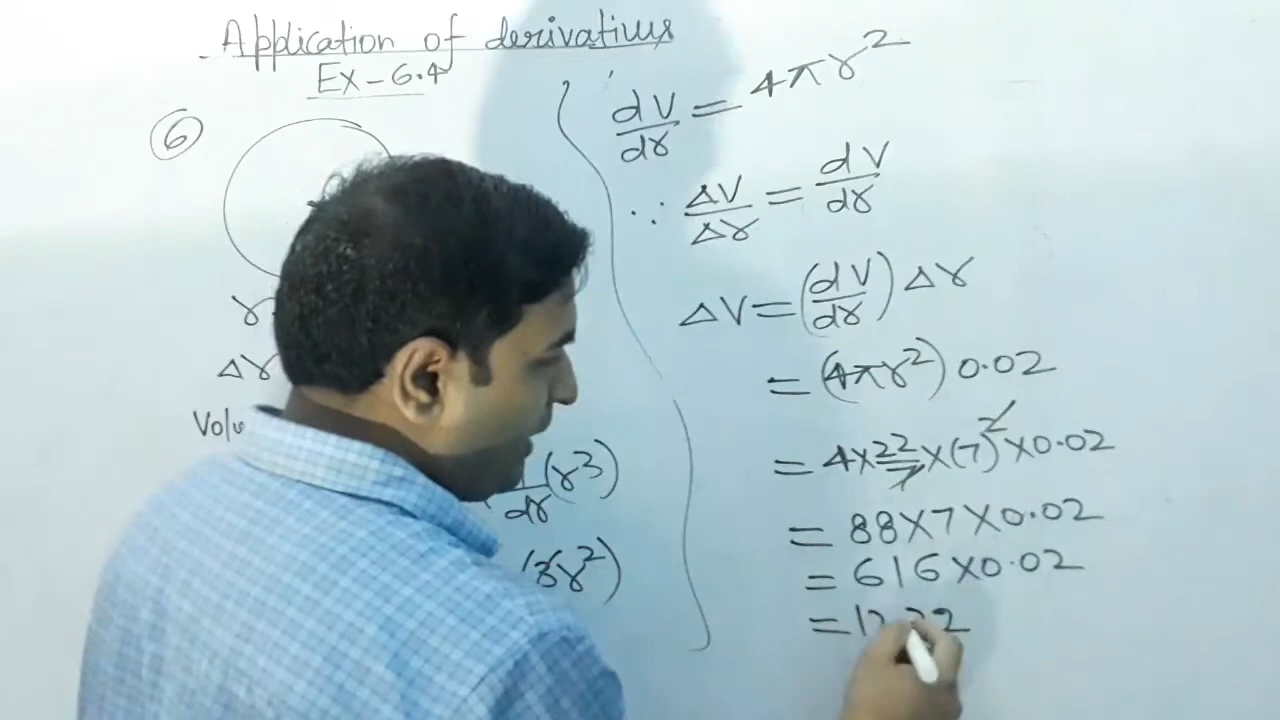 Application of derivatives
Ex-6.4
6
r
Δr
d/dr (r³)
(3r²)
dV/dr = 4πr²
∵ ΔV/Δr = dV/dr
ΔV = (dV/dr) Δr
= (4πr²) 0.02
= 4×22/7×(7)²×0.02
= 88×7×0.02
= 616×0.02